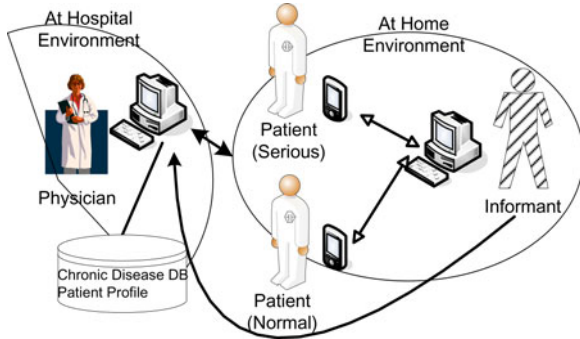 At Hospital
Environment
At Home
Environment
Patient
(Serious)
Physician
Informant
Chronic Disease DB
Patient Profile
Patient
(Normal)